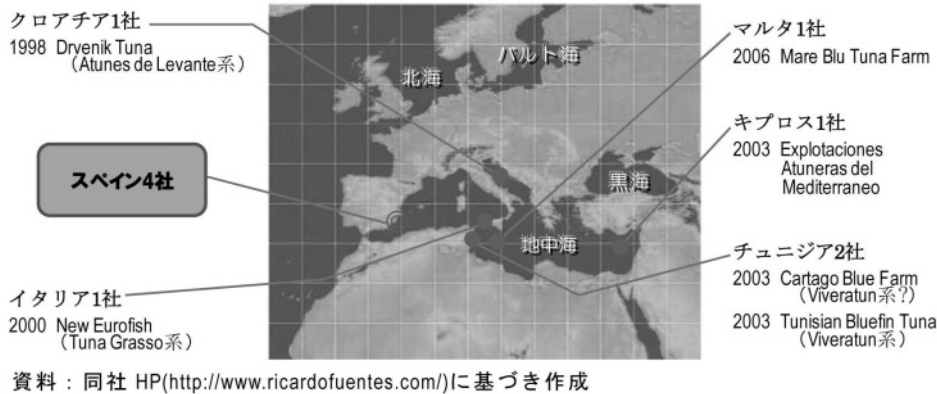 クロアチア1社
1998 Drvenik Tuna
(Atunes de Levante系)
スペイン4社
イタリア1社
2000 New Eurofish
(Tuna Grasso系)
北海
バルト海
黒海
地中海
マルタ1社
2006 Mare Blu Tuna Farm
キプロス1社
2003 Explotaciones
Atuneras del
Mediterraneo
チュニジア2社
2003 Cartago Blue Farm
(Viveratun系?)
2003 Tunisian Bluefin Tuna
(Viveratun系)
資料:同社 HP(http://www.ricardofuentes.com/)に基づき作成